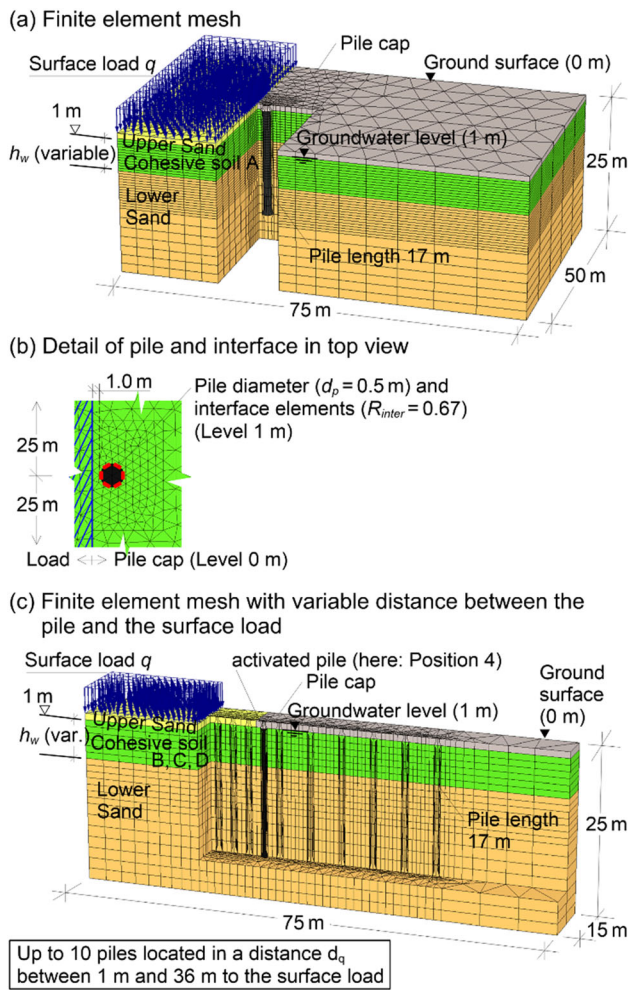 (a) Finite element mesh
Pile cap
Surface load q
Ground surface (0 m)
1 m
hw (variable)
Upper Sand
Cohesive soil A
Groundwater level (1 m)
25 m
Lower
Sand
Pile length 17 m
50 m
75 m
(b) Detail of pile and interface in top view
1.0 m
Pile diameter (dp = 0.5 m) and
interface elements (Rinter = 0.67)
(Level 1 m)
25 m
25 m
Load
Pile cap (Level 0 m)
(c) Finite element mesh with variable distance between the
pile and the surface load
Surface load q
activated pile (here: Position 4)
Pile cap
Ground
surface
(0 m)
1 m
Groundwater level (1 m)
Upper Sand
hw (var.)
Cohesive soil
B, C, D
Lower
Sand
Pile length
17 m
25 m
75 m
15 m
Up to 10 piles located in a distance dq
between 1 m and 36 m to the surface load